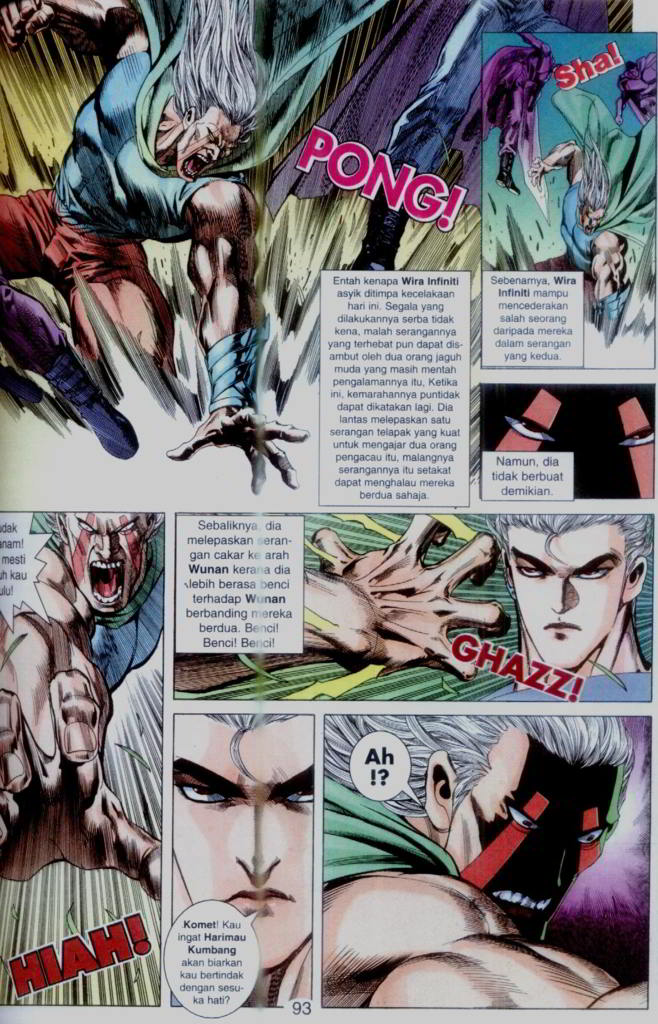 PONG!
Entah kenapa Wira Infiniti
asyik ditimpa kecelakaan
hari ini. Segala yang
dilakukannya serba tidak
kena, malah serangannya
yang terhebat pun dapat dis-
ambut oleh dua orang jaguh
muda yang masih mentah
pengalamannya itu, Ketika
ini, kemarahannya puntidak
dapat dikatakan lagi. Dia
lantas melepaskan satu
serangan telapak yang kuat
untuk mengajar dua orang
pengacau itu, malangnya
serangannya itu setakat
dapat menghalau mereka
berdua sahaja.
Sha!
Sebenarnya, Wira
Infiniti mampu
mencederakan
salah seorang
daripada mereka
dalam serangan
yang kedua.
Namun, dia
tidak berbuat
demikian.
mesti
kau
HIAH!
Sebaliknya, dia
melepaskan seran-
gan cakar ke arah
Wunan kerana dia
lebih berasa benci
terhadap Wunan
berbanding mereka
berdua. Benci!
Benci! Benci!
GHAZZ!
Komet! Kau
ingat Harimau
Kumbang
akan biarkan
kau bertindak
dengan sesu-
ka hati?
Ah
!?
93